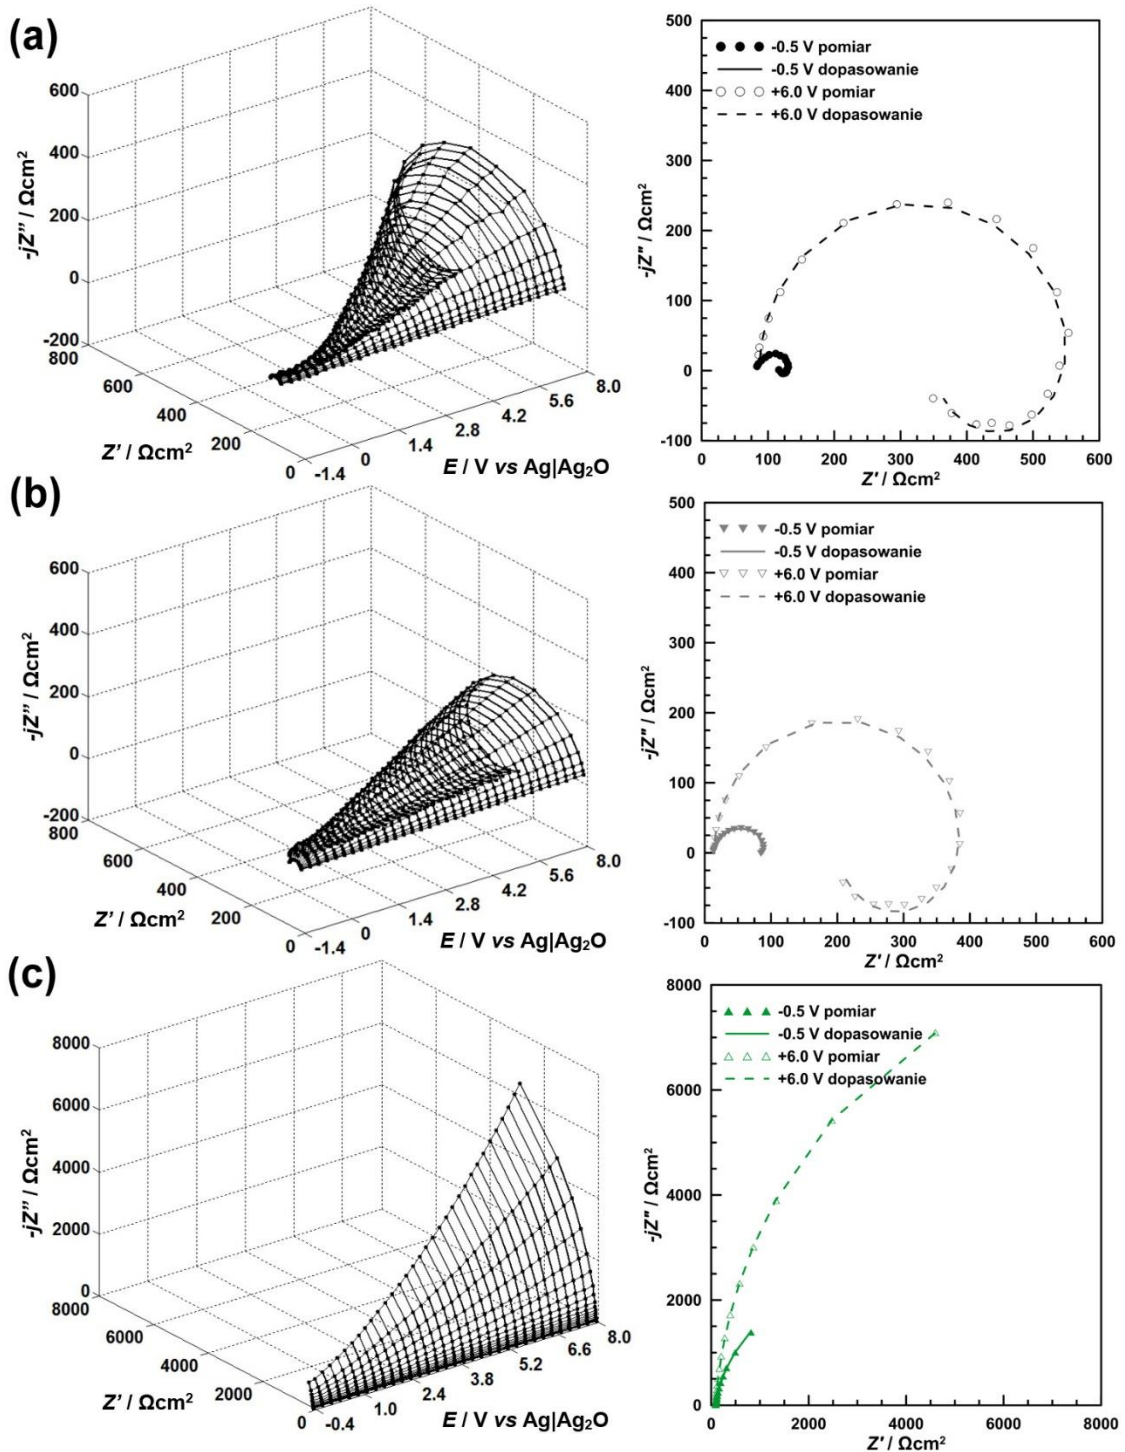 (a)
600
400
200
0
-200
-jZ'' / Ωcm²
800
600
400
200
0
Z' / Ωcm²
-1.4
0
1.4
2.8
4.2
5.6
8.0
E / V vs Ag|Ag₂O
500
400
300
200
100
0
-100
-jZ'' / Ωcm²
-0.5 V pomiar
-0.5 V dopasowanie
+6.0 V pomiar
+6.0 V dopasowanie
0 100 200 300 400 500 600
Z' / Ωcm²
(b)
600
400
200
0
-200
-jZ'' / Ωcm²
800
600
400
200
0
Z' / Ωcm²
-1.4
0
1.4
2.8
4.2
5.6
8.0
E / V vs Ag|Ag₂O
500
400
300
200
100
0
-100
-jZ'' / Ωcm²
-0.5 V pomiar
-0.5 V dopasowanie
+6.0 V pomiar
+6.0 V dopasowanie
0 100 200 300 400 500 600
Z' / Ωcm²
(c)
8000
6000
4000
2000
0
-jZ'' / Ωcm²
8000
6000
4000
2000
0
Z' / Ωcm²
-0.4
1.0
2.4
3.8
5.2
6.6
8.0
E / V vs Ag|Ag₂O
8000
6000
4000
2000
0
-jZ'' / Ωcm²
-0.5 V pomiar
-0.5 V dopasowanie
+6.0 V pomiar
+6.0 V dopasowanie
0 2000 4000 6000 8000
Z' / Ωcm²